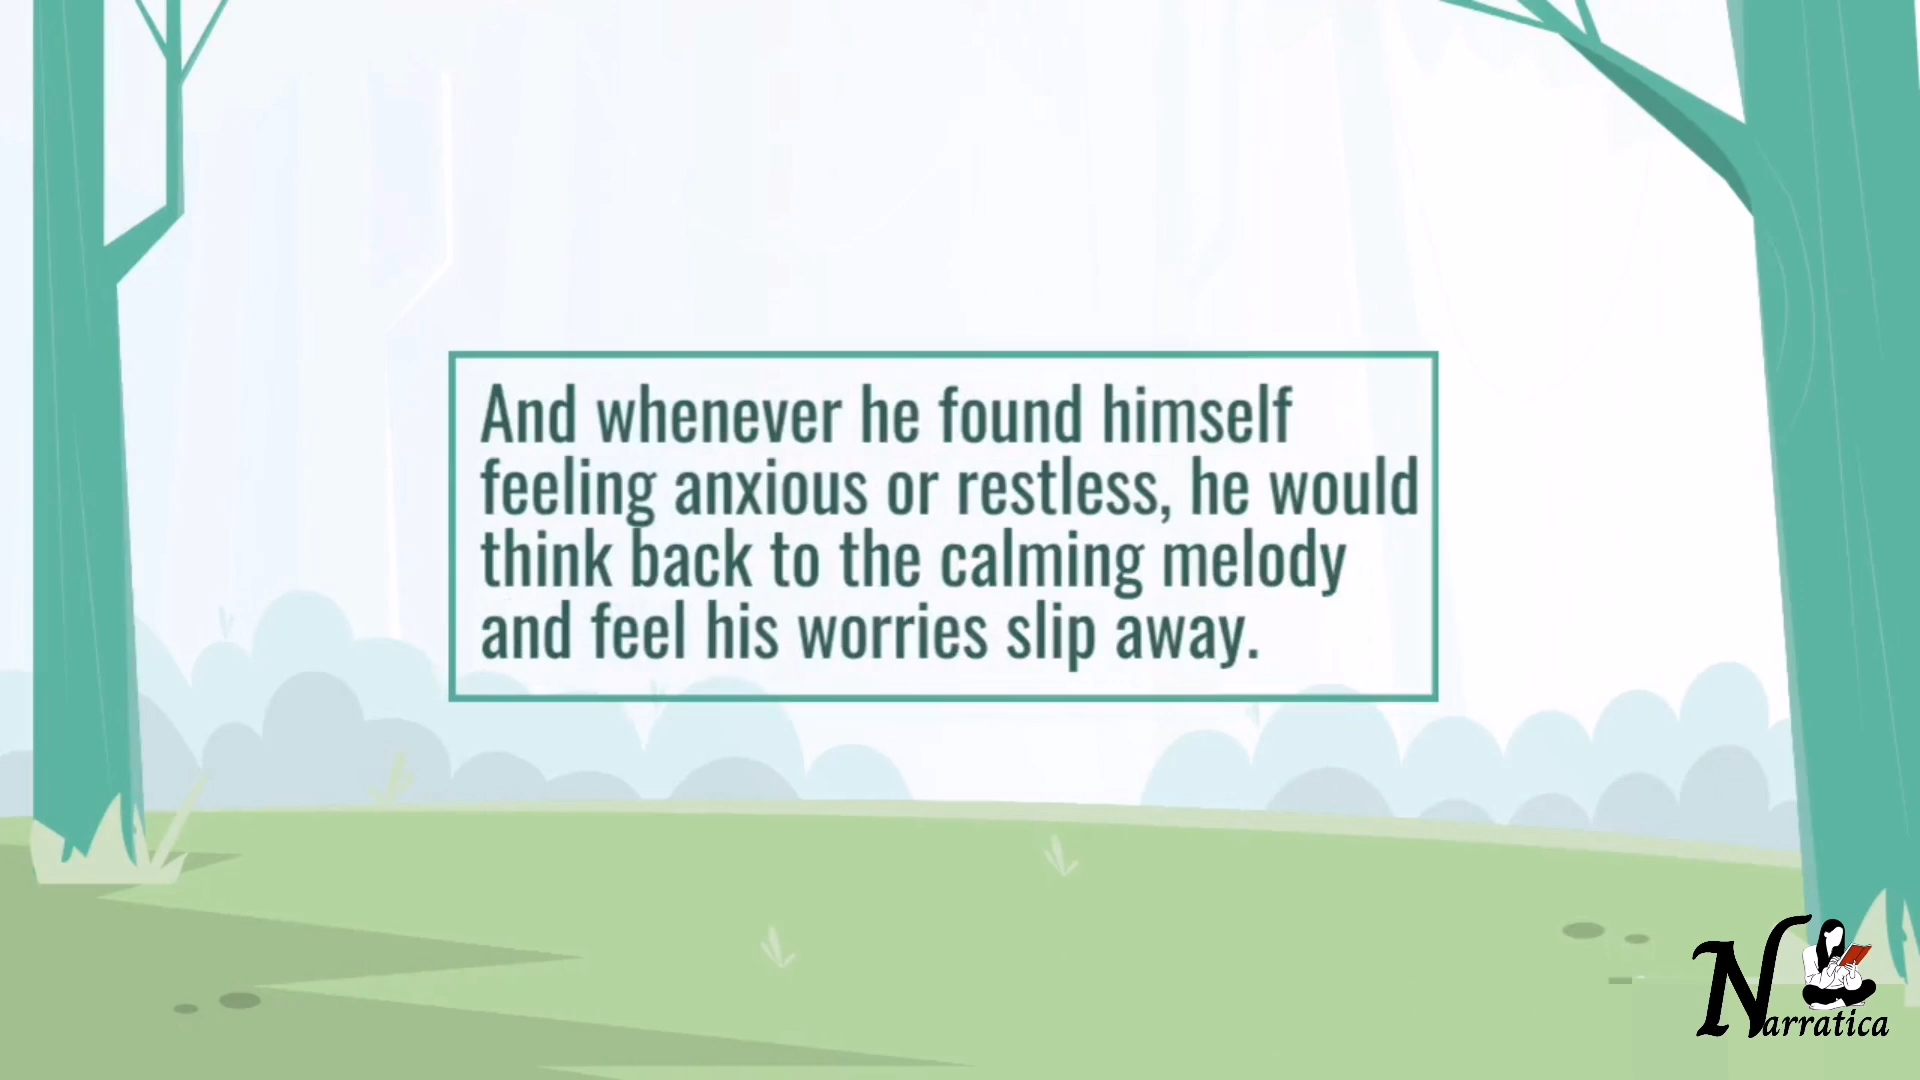 And whenever he found himself
feeling anxious or restless, he would
think back to the calming melody
and feel his worries slip away.
Narratica